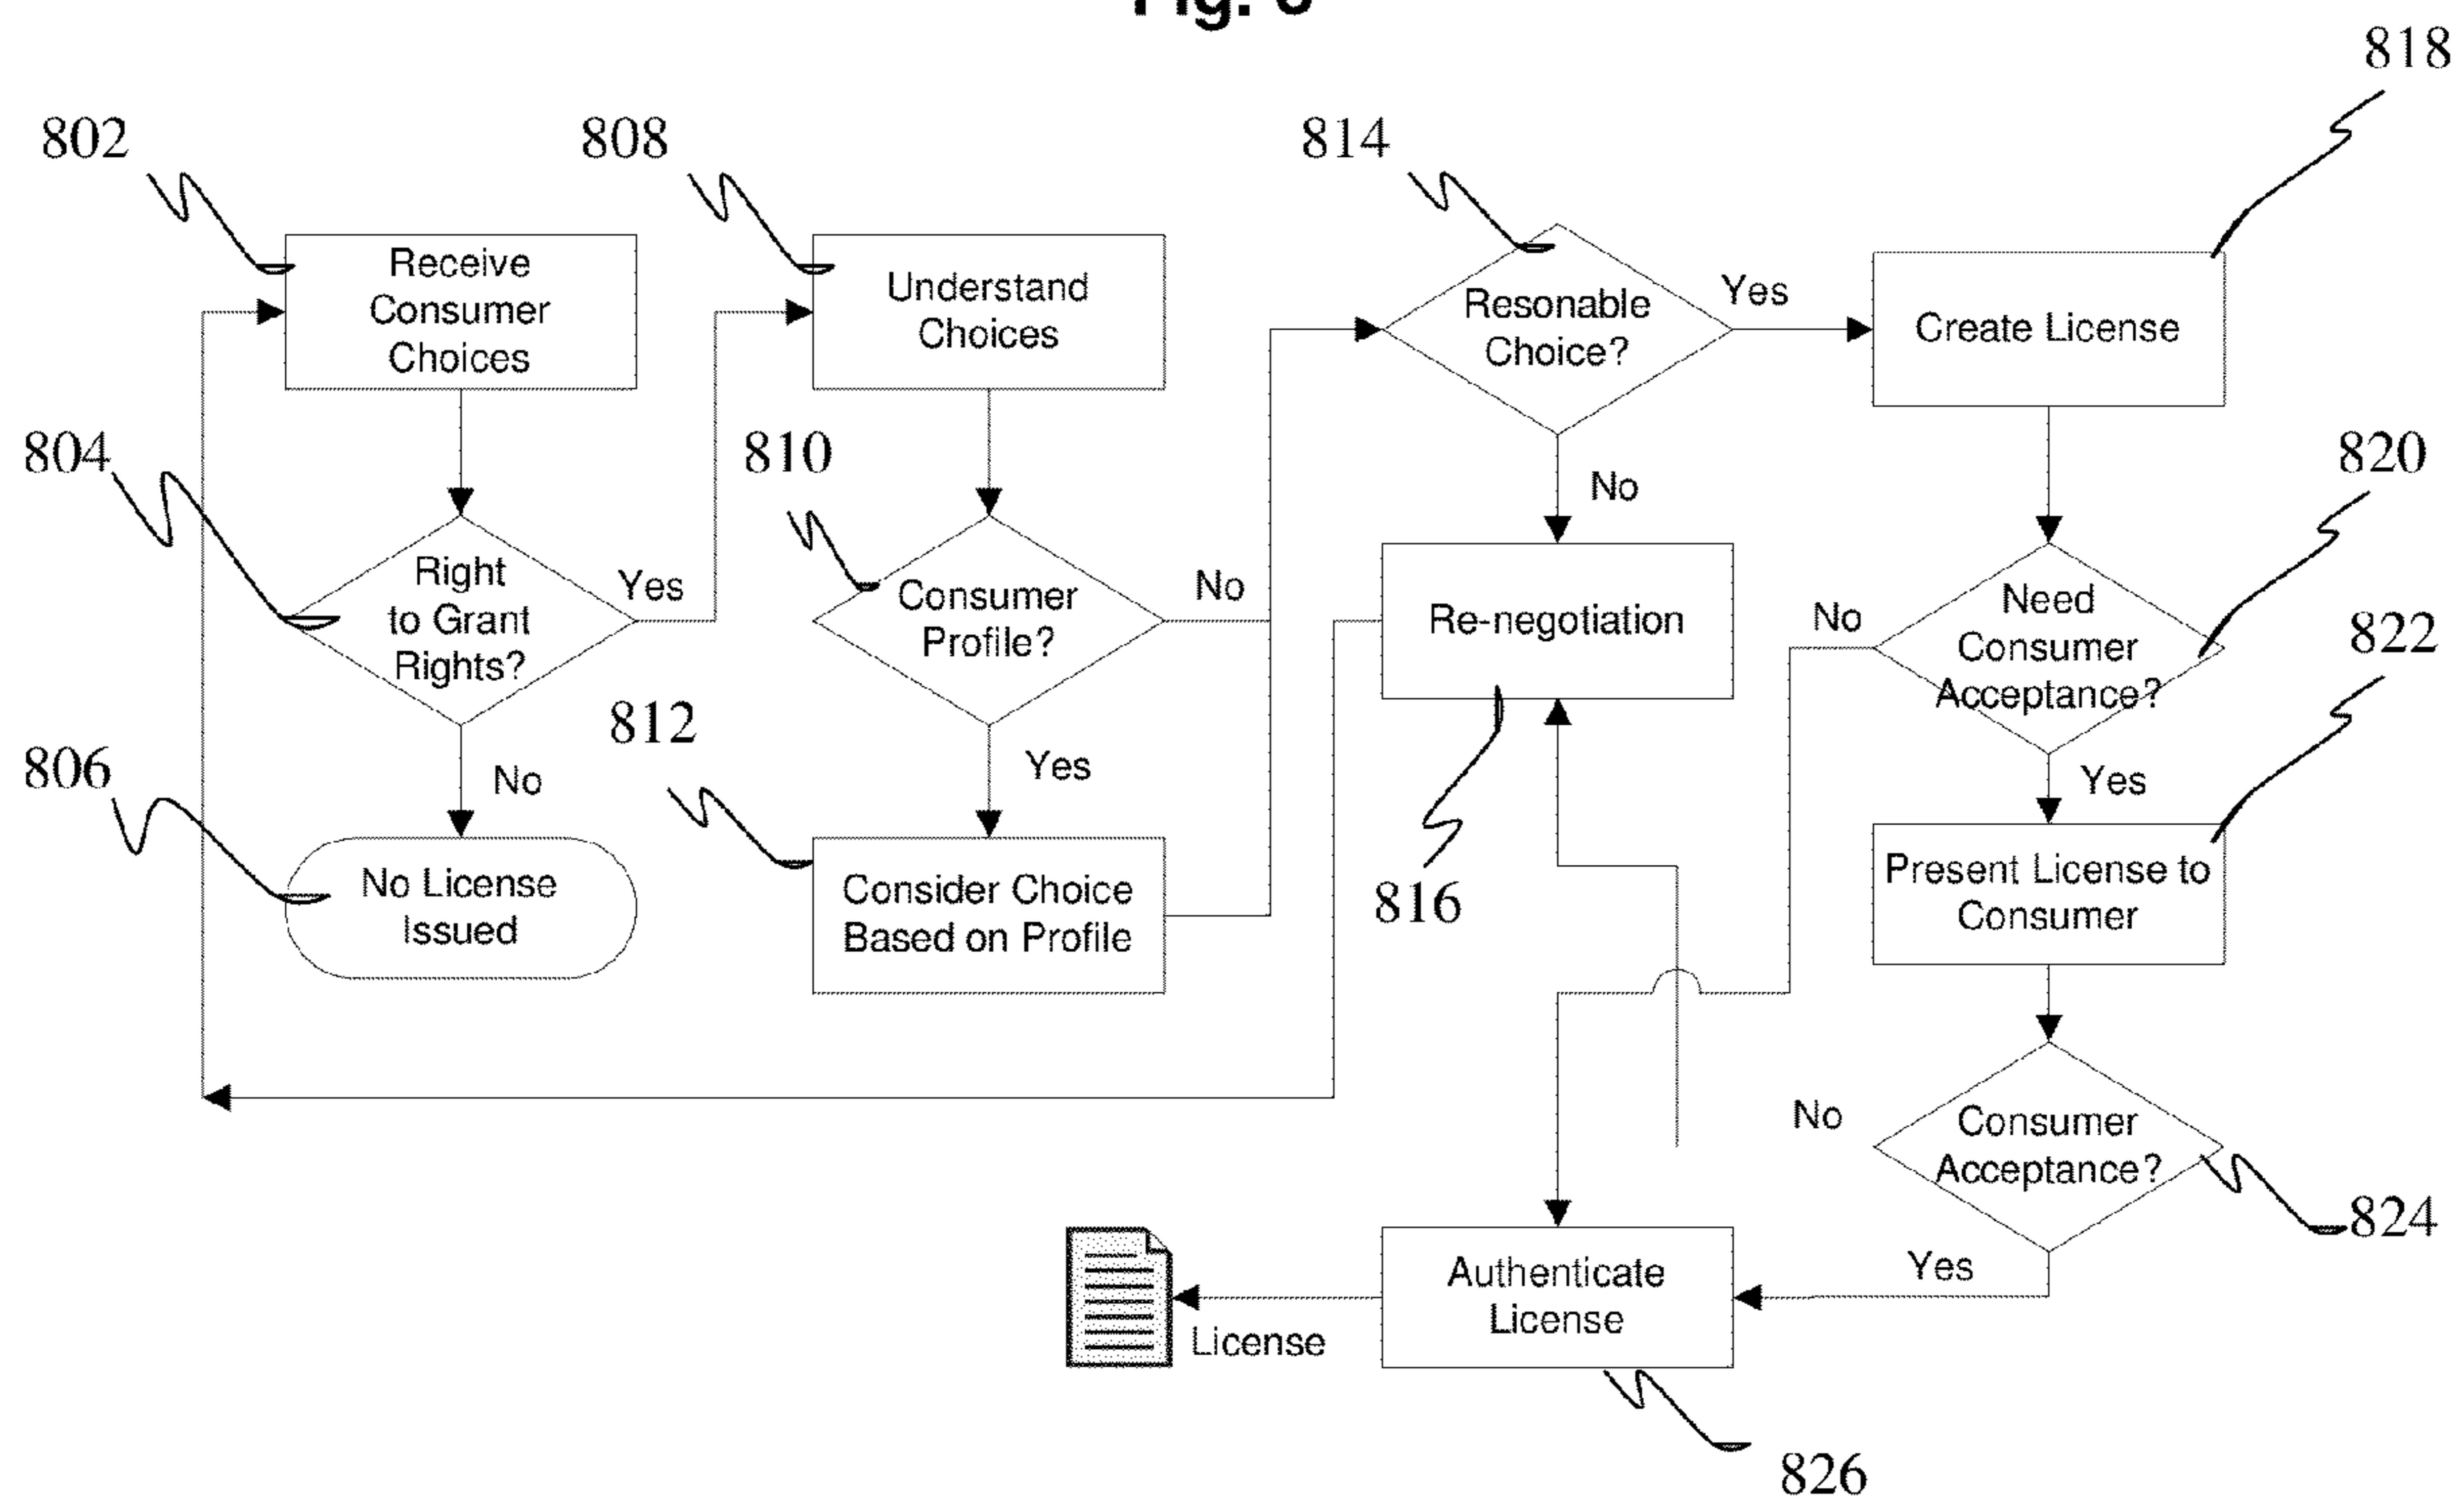 Fig. 8
818
802
808
814
Receive
Consumer
Choices
Understand
Choices
Resonable
Choice?
Yes
Create License
804
810
820
No
Right
to Grant
Rights?
Yes
Consumer
Profile?
No
Re-negotiation
No
Need
Consumer
Acceptance?
822
812
806
No
Yes
Yes
No License
Issued
Consider Choice
Based on Profile
816
Present License to
Consumer
No
Consumer
Acceptance?
824
Yes
Authenticate
License
License
826